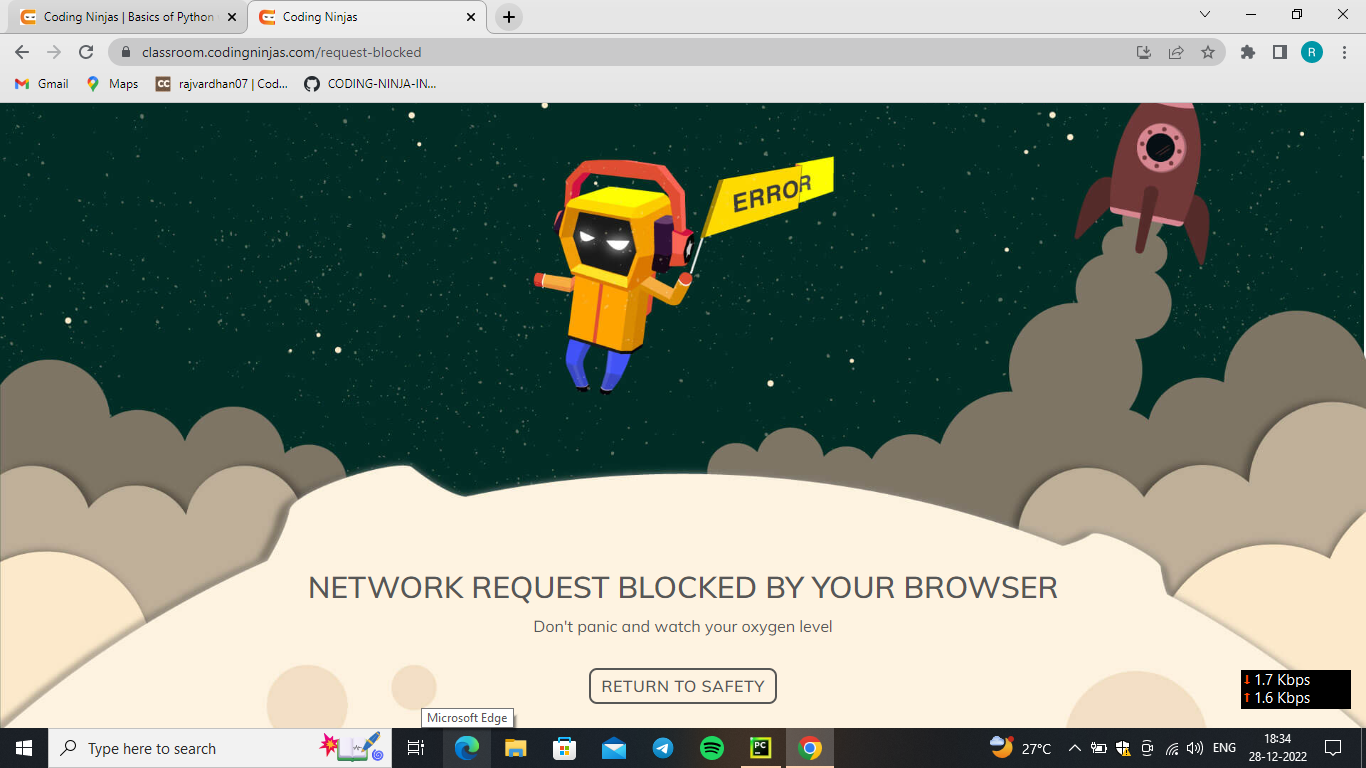 Coding Ninjas | Basics of Python
Coding Ninjas
classroom.codingninjas.com/request-blocked
R
Gmail
Maps
CC
rajvardhan07 | Cod...
CODING-NINJA-IN...
ERROR
NETWORK REQUEST BLOCKED BY YOUR BROWSER
Don't panic and watch your oxygen level
RETURN TO SAFETY
1.7 Kbps
1.6 Kbps
Microsoft Edge
Type here to search
PC
27°C
ENG
18:34
28-12-2022